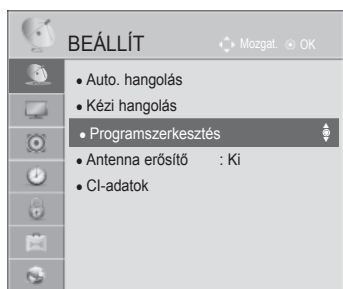 BEÁLLÍT
Mozgat. OK
• Auto. hangolás
• Kézi hangolás
• Programszerkesztés
• Antenna erősítő : Ki
• CI-adatok